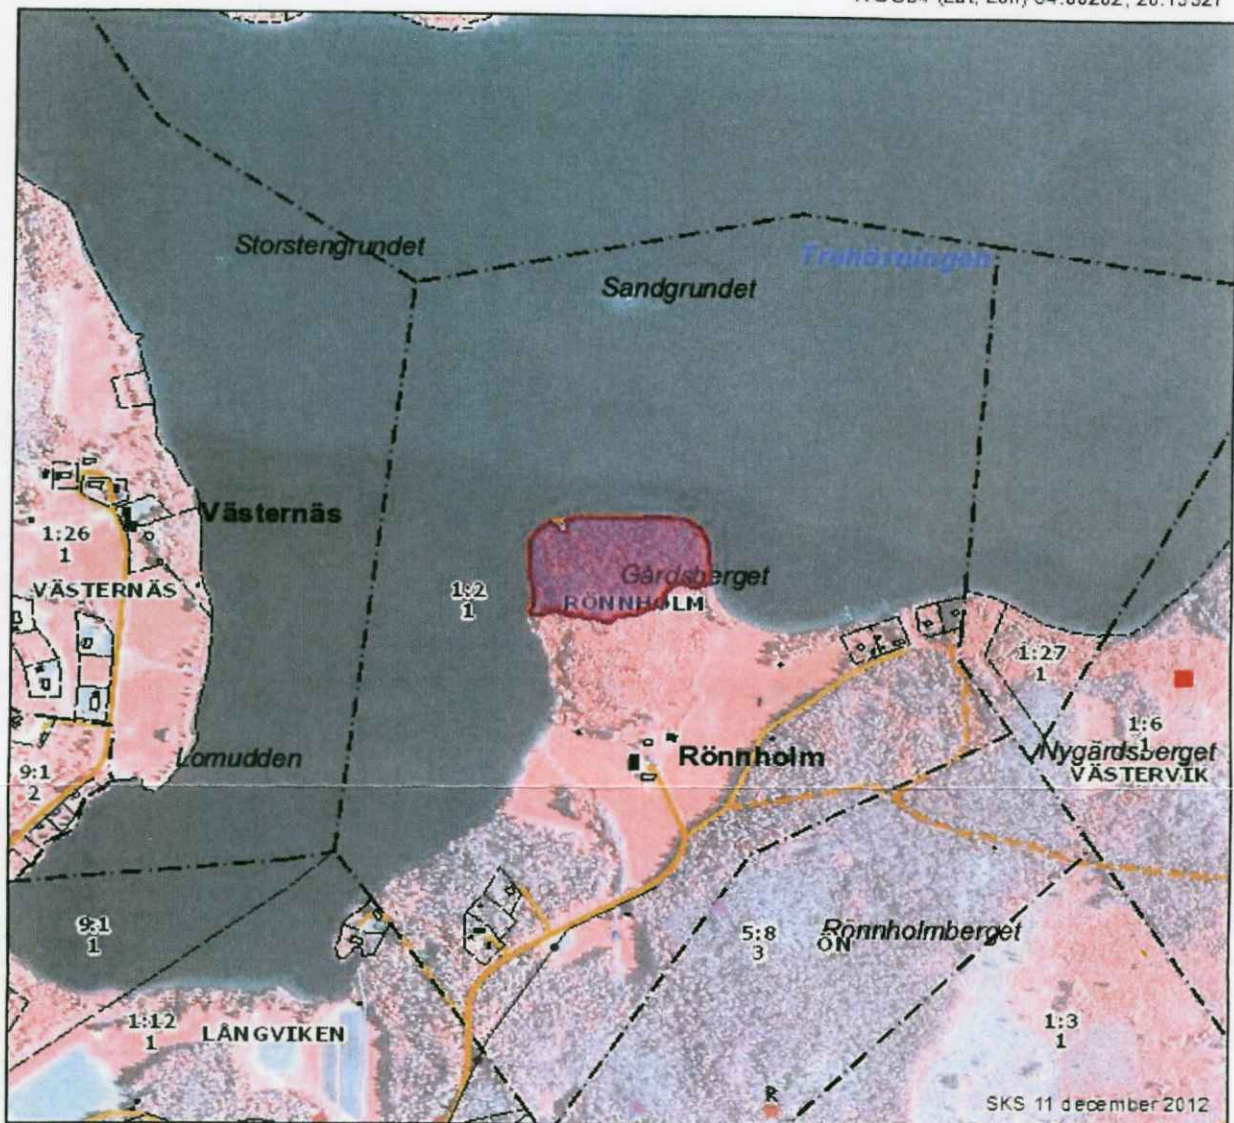 Storstengrundet
Trehörningen
Sandgrundet
Västernäs
1:26
1
VÄSTERNÄS
1:2
1
Gårdsberget
RÖNNHOLM
1:27
1
1:6
1
Nygårdsberget
VÄSTERVIK
Rönnholm
Lomudden
9:1
2
9:1
1
5:8
3
ÖN
Rönnholmberget
1:12
1
LÅNGVIKEN
1:3
1
R
SKS 11 december 2012